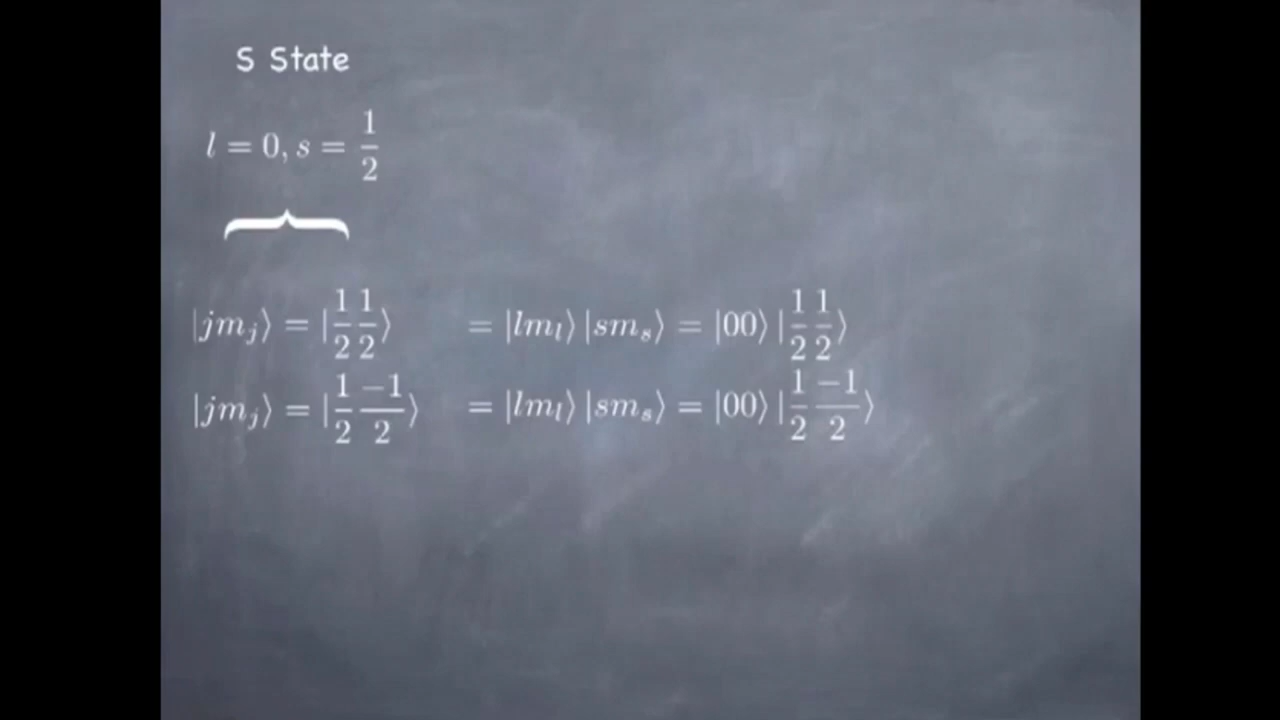 S State
l = 0, s = 1/2
|jm_j⟩ = |1/2 1/2⟩ = |lm_l⟩ |sm_s⟩ = |00⟩ |1/2 1/2⟩
|jm_j⟩ = |1/2 −1/2⟩ = |lm_l⟩ |sm_s⟩ = |00⟩ |1/2 −1/2⟩